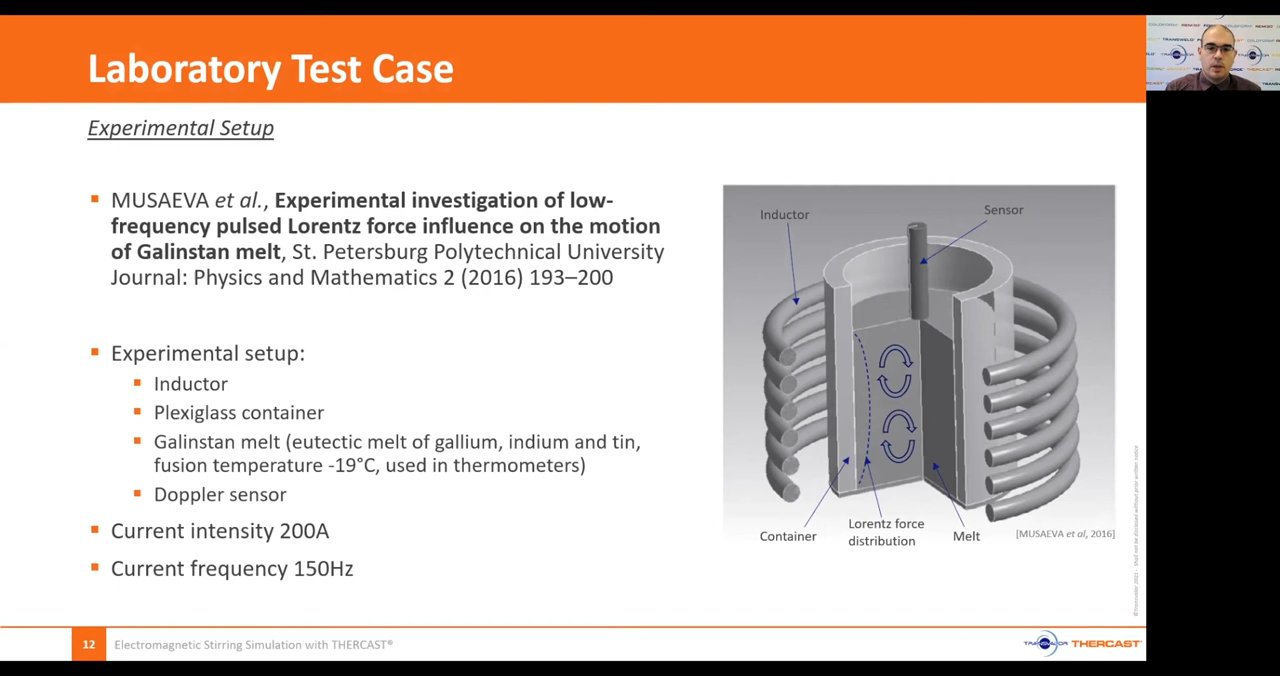 Laboratory Test Case
Experimental Setup
MUSAEVA et al., Experimental investigation of low-
frequency pulsed Lorentz force influence on the motion
of Galinstan melt, St. Petersburg Polytechnical University
Journal: Physics and Mathematics 2 (2016) 193–200
Experimental setup:
Inductor
Plexiglass container
Galinstan melt (eutectic melt of gallium, indium and tin,
fusion temperature -19°C, used in thermometers)
Doppler sensor
Current intensity 200A
Current frequency 150Hz
Inductor
Sensor
Container
Lorentz force
distribution
Melt
[MUSAEVA et al, 2016]
12
Electromagnetic Stirring Simulation with THERCAST®
TRANSVALOR THERCAST®